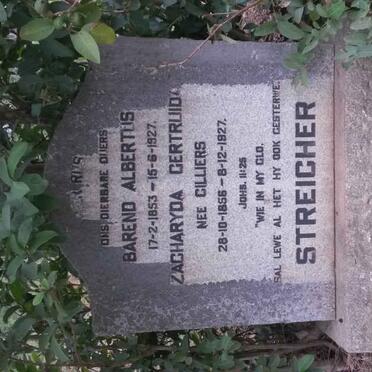 RUS
ONS DIERBARE OUERS
BAREND ALBERTUS
17-2-1853 – 15-6-1927.
ZACHARYDA GERTRUIDA
NEE CILLIERS
28-10-1856 – 8-12-1927.
JOHS. 11:25
"WIE IN MY GLO.
SAL LEWE AL HET HY OOK GESTERWE.
STREICHER